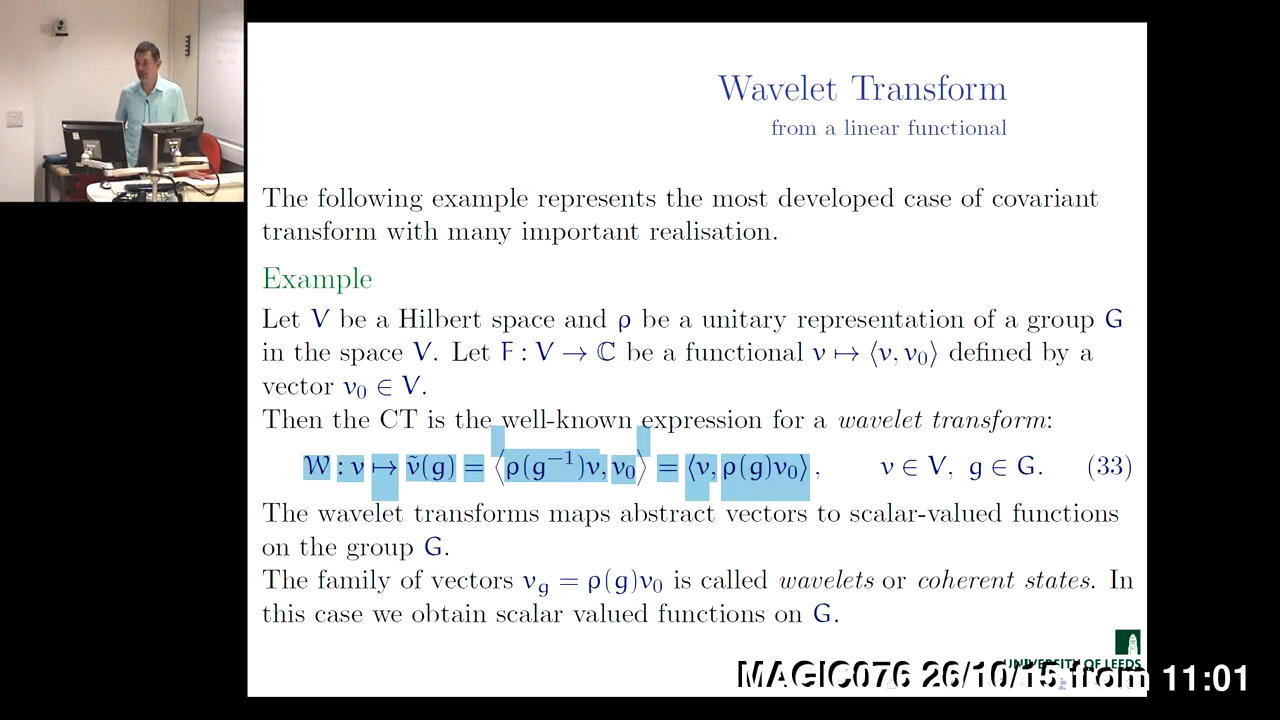 Wavelet Transform
from a linear functional
The following example represents the most developed case of covariant
transform with many important realisation.
Example
Let V be a Hilbert space and ρ be a unitary representation of a group G
in the space V. Let F : V → ℂ be a functional v ↦ ⟨v, v₀⟩ defined by a
vector v₀ ∈ V.
Then the CT is the well-known expression for a wavelet transform:
𝒲 : v ↦ ṽ(g) = ⟨ρ(g⁻¹)v, v₀⟩ = ⟨v, ρ(g)v₀⟩ , v ∈ V, g ∈ G. (33)
The wavelet transforms maps abstract vectors to scalar-valued functions
on the group G.
The family of vectors v_g = ρ(g)v₀ is called wavelets or coherent states. In
this case we obtain scalar valued functions on G.
UNIVERSITY OF LEEDS
MAGIC076 26/10/15 from 11:01